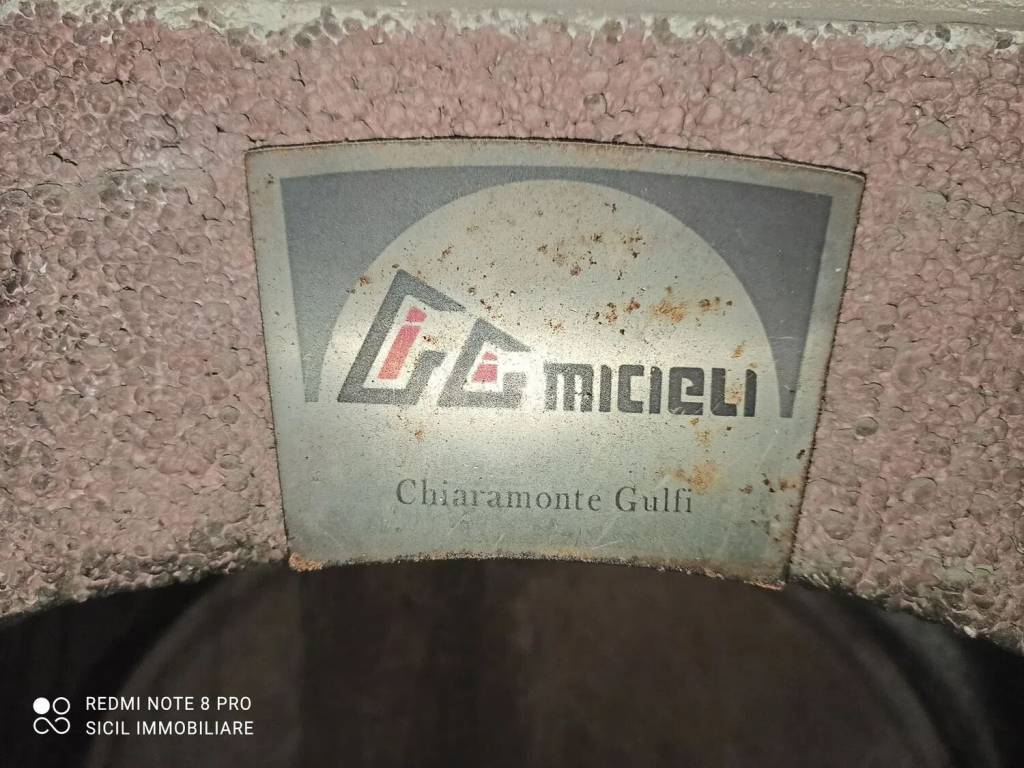 MICIELI
Chiaramonte Gulfi
REDMI NOTE 8 PRO
SICIL IMMOBILIARE